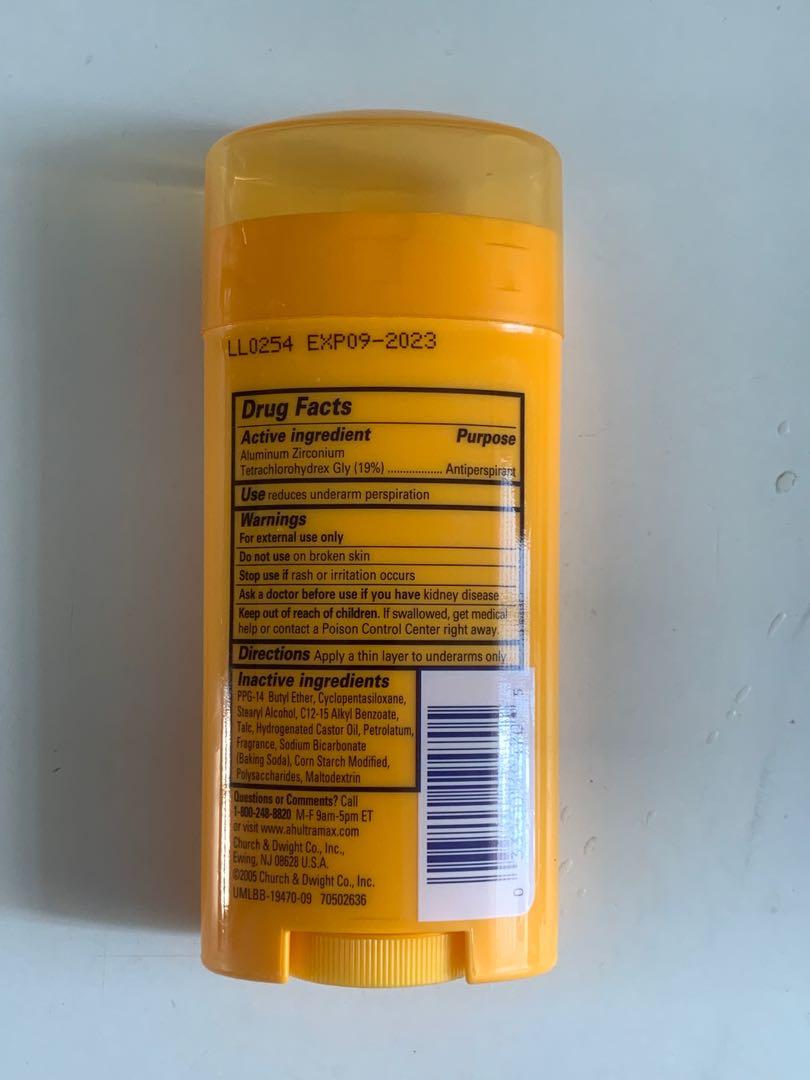 LL0254 EXP09-2023
Drug Facts
Active ingredient Purpose
Aluminum Zirconium
Tetrachlorohydrex Gly (19%) .................. Antiperspirant
Use reduces underarm perspiration
Warnings
For external use only
Do not use on broken skin
Stop use if rash or irritation occurs
Ask a doctor before use if you have kidney disease
Keep out of reach of children. If swallowed, get medical
help or contact a Poison Control Center right away.
Directions Apply a thin layer to underarms only
Inactive ingredients
PPG-14 Butyl Ether, Cyclopentasiloxane,
Stearyl Alcohol, C12-15 Alkyl Benzoate,
Talc, Hydrogenated Castor Oil, Petrolatum,
Fragrance, Sodium Bicarbonate
(Baking Soda), Corn Starch Modified,
Polysaccharides, Maltodextrin
Questions or Comments? Call
1-800-248-8820 M-F 9am-5pm ET
or visit www.ahultramax.com
Church & Dwight Co., Inc.,
Ewing, NJ 08628 U.S.A.
©2005 Church & Dwight Co., Inc.
UMLBB-19470-09 70502636